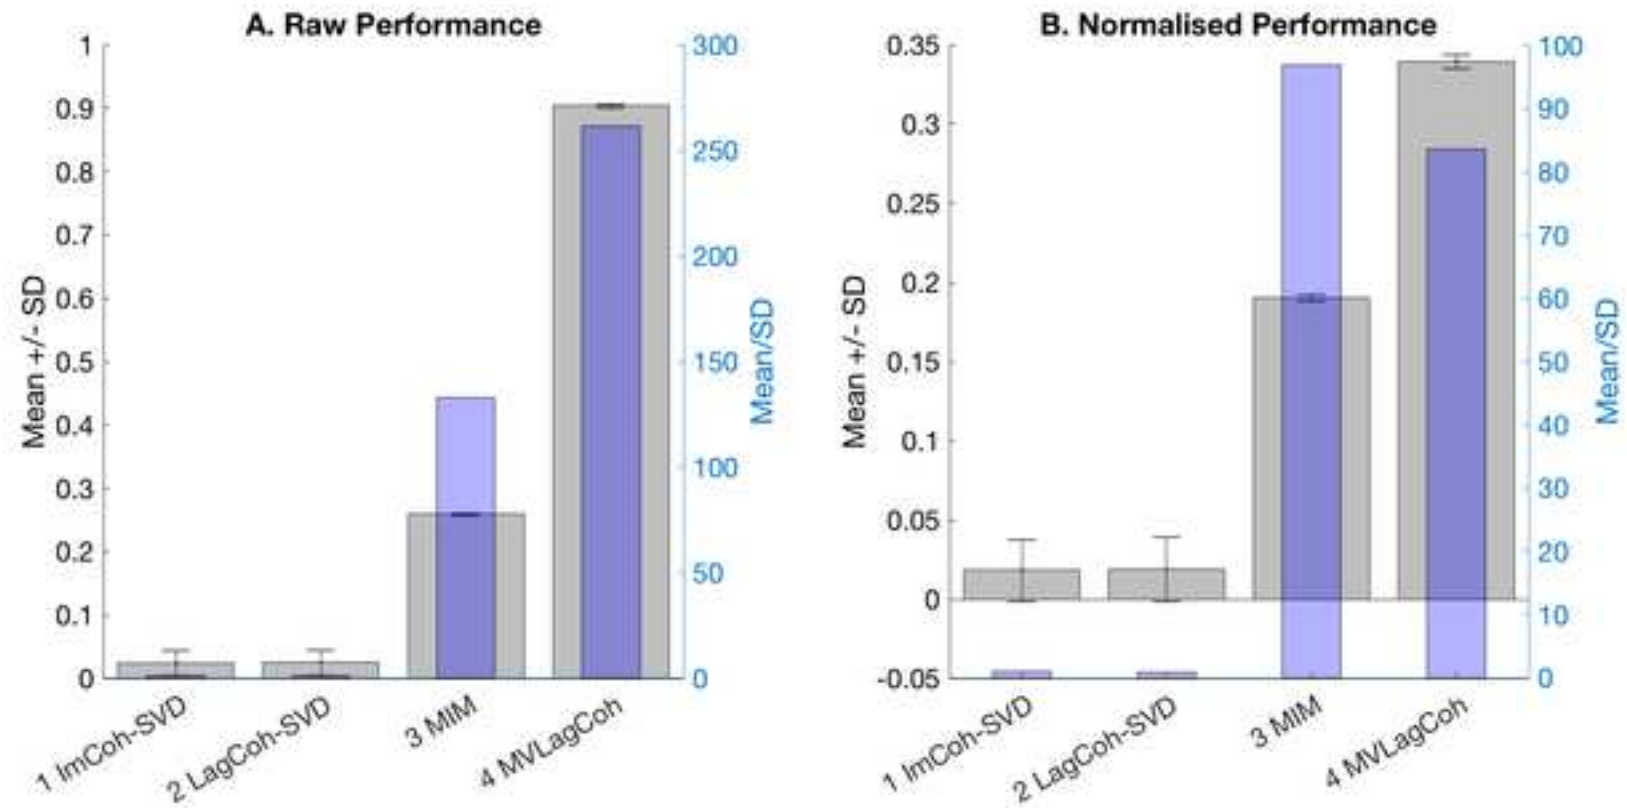 A. Raw Performance
1
0.9
0.8
0.7
0.6
0.5
0.4
0.3
0.2
0.1
0
Mean +/- SD
300
250
200
150
100
50
0
Mean/SD
1 ImCoh-SVD
2 LagCoh-SVD
3 MIM
4 MVLagCoh
B. Normalised Performance
0.35
0.3
0.25
0.2
0.15
0.1
0.05
0
-0.05
Mean +/- SD
100
90
80
70
60
50
40
30
20
10
0
Mean/SD
1 ImCoh-SVD
2 LagCoh-SVD
3 MIM
4 MVLagCoh